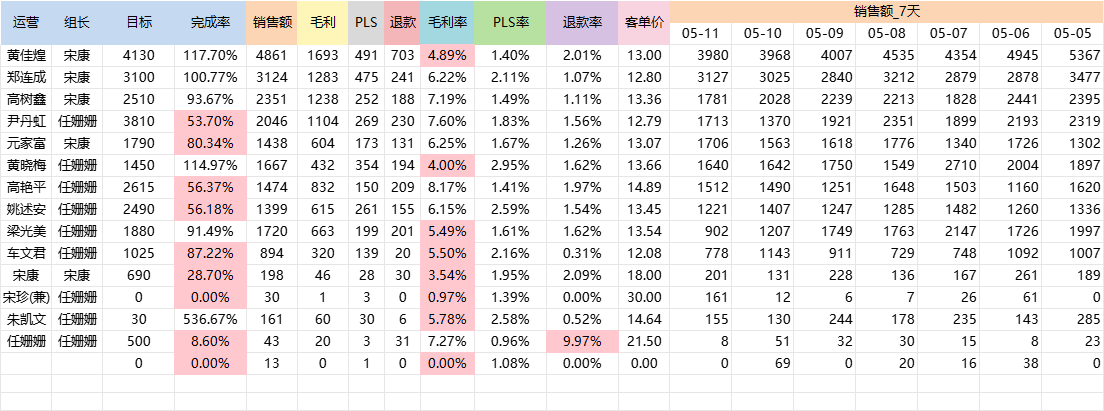 运营 组长 目标 完成率 销售额 毛利 PLS 退款 毛利率 PLS率 退款率 客单价 销售额_7天
05-11 05-10 05-09 05-08 05-07 05-06 05-05
黄佳煌 宋康 4130 117.70% 4861 1693 491 703 4.89% 1.40% 2.01% 13.00 3980 3968 4007 4535 4354 4945 5367
郑连成 宋康 3100 100.77% 3124 1283 475 241 6.22% 2.11% 1.07% 12.80 3127 3025 2840 3212 2879 2878 3477
高树鑫 宋康 2510 93.67% 2351 1238 252 188 7.19% 1.49% 1.11% 13.36 1781 2028 2239 2213 1828 2441 2395
尹丹虹 任姗姗 3810 53.70% 2046 1104 269 230 7.60% 1.83% 1.56% 12.79 1713 1370 1921 2351 1899 2193 2319
元家富 宋康 1790 80.34% 1438 604 173 131 6.25% 1.67% 1.26% 13.07 1706 1563 1618 1776 1340 1726 1302
黄晓梅 任姗姗 1450 114.97% 1667 432 354 194 4.00% 2.95% 1.62% 13.66 1640 1642 1750 1549 2710 2004 1897
高艳平 任姗姗 2615 56.37% 1474 832 150 209 8.17% 1.41% 1.97% 14.89 1512 1490 1251 1648 1503 1160 1620
姚述安 任姗姗 2490 56.18% 1399 615 261 155 6.15% 2.59% 1.54% 13.45 1221 1407 1247 1285 1482 1260 1336
梁光美 任姗姗 1880 91.49% 1720 663 199 201 5.49% 1.61% 1.62% 13.54 902 1207 1749 1763 2147 1726 1997
车文君 任姗姗 1025 87.22% 894 320 139 20 5.50% 2.16% 0.31% 12.08 778 1143 911 729 748 1092 1007
宋康 宋康 690 28.70% 198 46 28 30 3.54% 1.95% 2.09% 18.00 201 131 228 136 167 261 189
宋珍(兼) 任姗姗 0 0.00% 30 1 3 0 0.97% 1.39% 0.00% 30.00 161 12 6 7 26 61 0
朱凯文 任姗姗 30 536.67% 161 60 30 6 5.78% 2.58% 0.52% 14.64 155 130 244 178 235 143 285
任姗姗 任姗姗 500 8.60% 43 20 3 31 7.27% 0.96% 9.97% 21.50 8 51 32 30 15 8 23
0 0.00% 13 0 1 0 0.00% 1.08% 0.00% 0.00 0 69 0 20 16 38 0